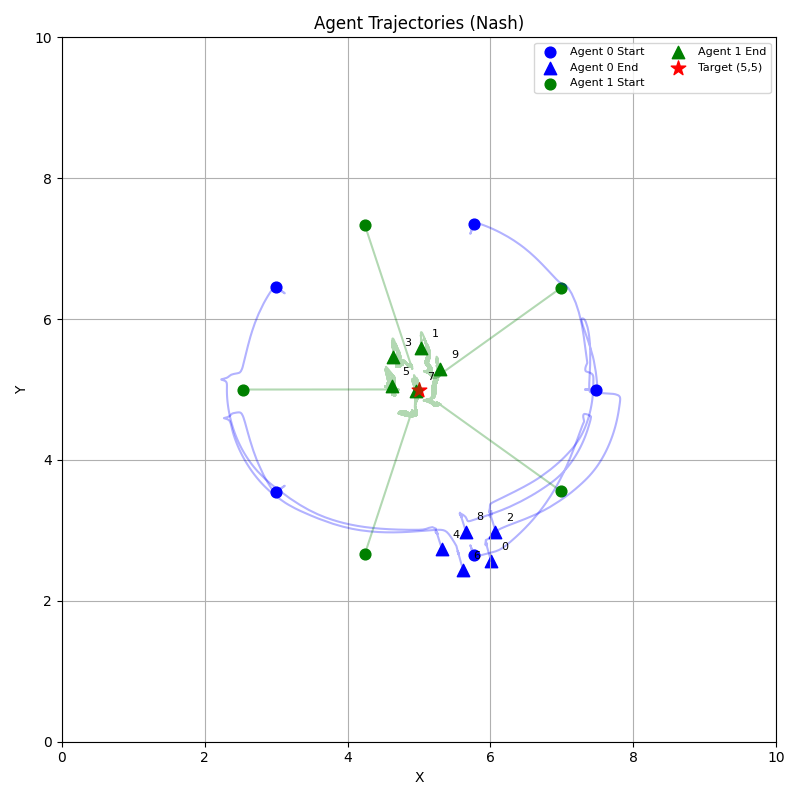 Agent Trajectories (Nash)
Agent 0 Start
Agent 0 End
Agent 1 Start
Agent 1 End
Target (5,5)
10
8
6
4
2
0
Y
1
3
9
5
7
8
2
4
0
0
2
4
6
8
10
X